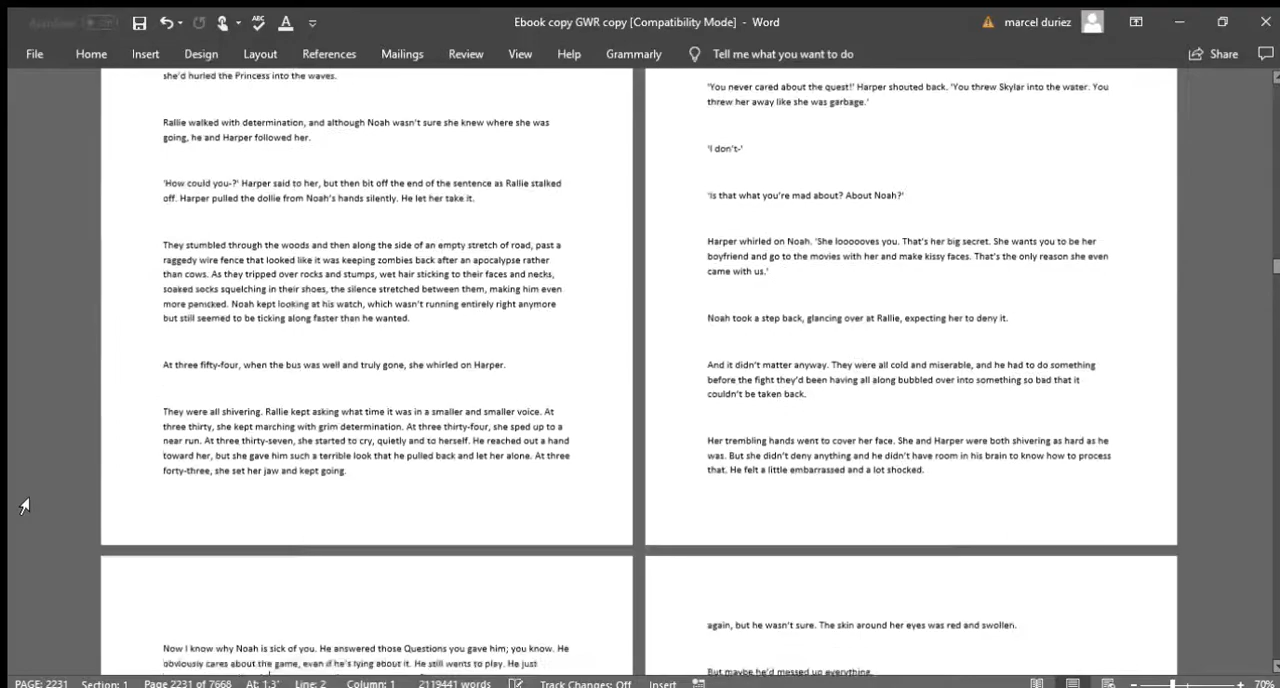 Ebook copy GWR copy [Compatibility Mode] - Word
marcel duriez
File Home Insert Design Layout References Mailings Review View Help Grammarly Tell me what you want to do Share
she'd hurled the Princess into the waves.
Rallie walked with determination, and although Noah wasn't sure she knew where she was
going, he and Harper followed her.
'How could you-?' Harper said to her, but then bit off the end of the sentence as Rallie stalked
off. Harper pulled the dollie from Noah's hands silently. He let her take it.
They stumbled through the woods and then along the side of an empty stretch of road, past a
raggedy wire fence that looked like it was keeping zombies back after an apocalypse rather
than cows. As they tripped over rocks and stumps, wet hair sticking to their faces and necks,
soaked socks squelching in their shoes, the silence stretched between them, making him even
more panicked. Noah kept looking at his watch, which wasn't running entirely right anymore
but still seemed to be ticking along faster than he wanted.
At three fifty-four, when the bus was well and truly gone, she whirled on Harper.
They were all shivering. Rallie kept asking what time it was in a smaller and smaller voice. At
three thirty, she kept marching with grim determination. At three thirty-four, she sped up to a
near run. At three thirty-seven, she started to cry, quietly and to herself. He reached out a hand
toward her, but she gave him such a terrible look that he pulled back and let her alone. At three
forty-three, she set her jaw and kept going.
'You never cared about the quest!' Harper shouted back. 'You threw Skylar into the water. You
threw her away like she was garbage.'
'I don't-'
'Is that what you're mad about? About Noah?'
Harper whirled on Noah. 'She loooooves you. That's her big secret. She wants you to be her
boyfriend and go to the movies with her and make kissy faces. That's the only reason she even
came with us.'
Noah took a step back, glancing over at Rallie, expecting her to deny it.
And it didn't matter anyway. They were all cold and miserable, and he had to do something
before the fight they'd been having all along bubbled over into something so bad that it
couldn't be taken back.
Her trembling hands went to cover her face. She and Harper were both shivering as hard as he
was. But she didn't deny anything and he didn't have room in his brain to know how to process
that. He felt a little embarrassed and a lot shocked.
Now I know why Noah is sick of you. He answered those Questions you gave him; you know. He
obviously cares about the game, even if he's lying about it. He still wants to play. He just
again, but he wasn't sure. The skin around her eyes was red and swollen.
But maybe he'd messed up everything.
PAGE: 2231 Section: 1 Page 2231 of 7668 At: 1.3" Line: 2 Column: 1 2119441 words Track Changes: Off Insert 70%